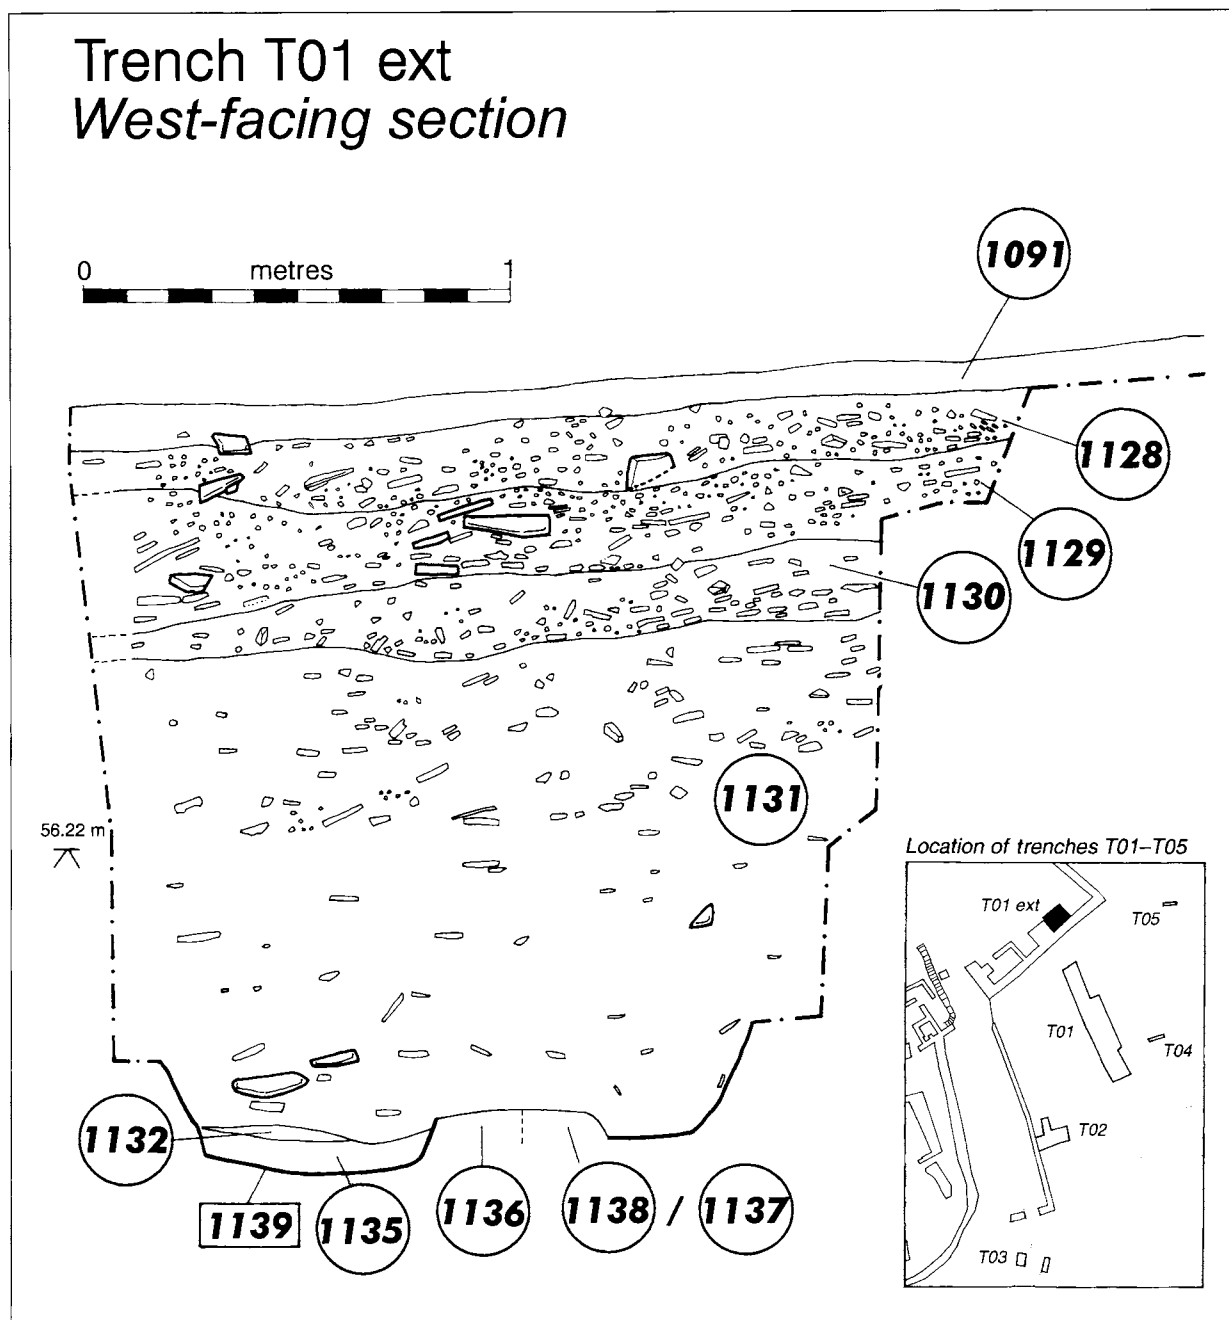 Trench T01 ext
West-facing section
0 metres 1
1091
1128
1129
1130
1131
56.22 m
Location of trenches T01–T05
T01 ext
T05
T01
T04
T02
T03
1132
1139
1135
1136
1138 / 1137